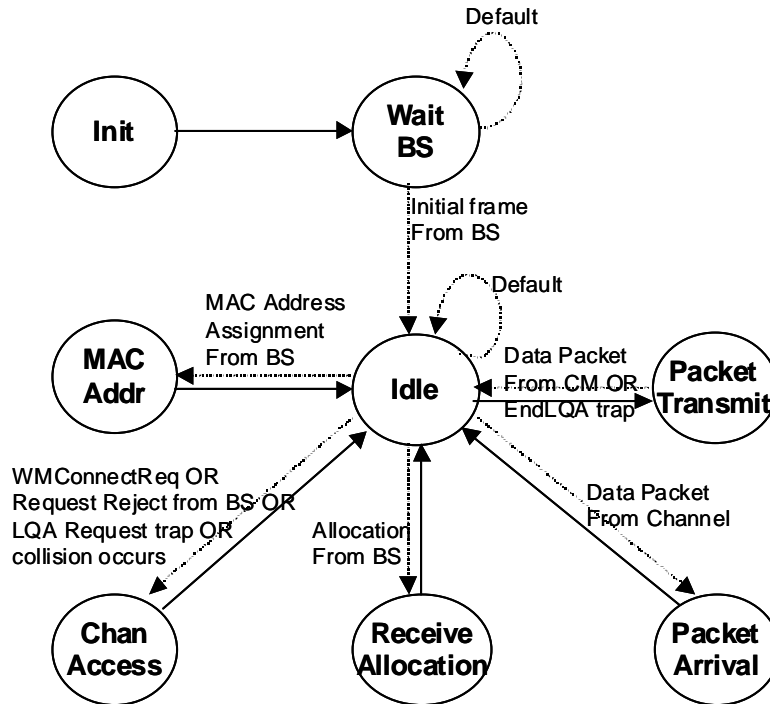 Default
Init
Wait
BS
Initial frame
From BS
Default
MAC Address
Assignment
From BS
MAC
Addr
Idle
Data Packet
From CM OR
EndLQA trap
Packet
Transmit
WMConnectReq OR
Request Reject from BS OR
LQA Request trap OR
collision occurs
Allocation
From BS
Data Packet
From Channel
Chan
Access
Receive
Allocation
Packet
Arrival